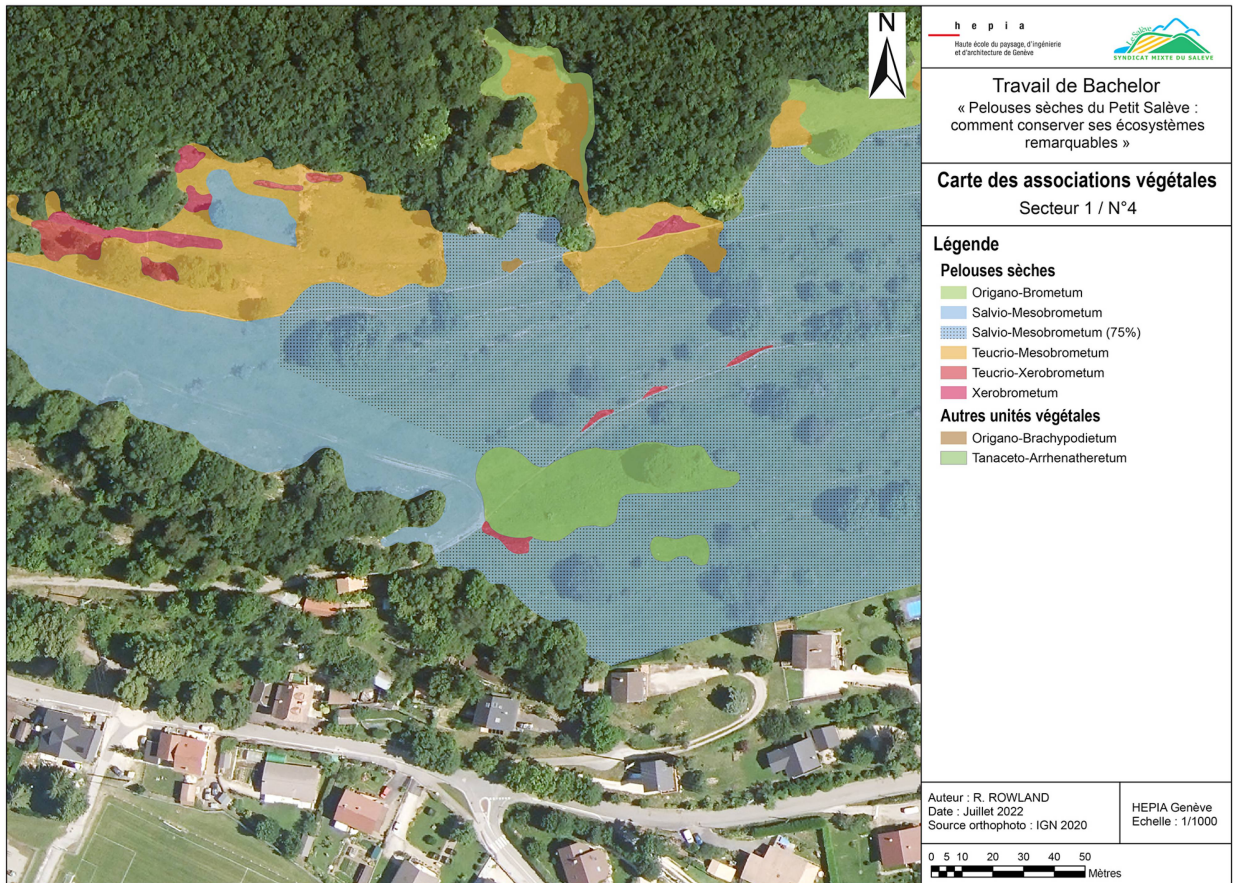 N
h e p i a
Haute école du paysage, d'ingénierie
et d'architecture de Genève
Le Salève
SYNDICAT MIXTE DU SALEVE
Travail de Bachelor
« Pelouses sèches du Petit Salève :
comment conserver ses écosystèmes
remarquables »
Carte des associations végétales
Secteur 1 / N°4
Légende
Pelouses sèches
Origano-Brometum
Salvio-Mesobrometum
Salvio-Mesobrometum (75%)
Teucrio-Mesobrometum
Teucrio-Xerobrometum
Xerobrometum
Autres unités végétales
Origano-Brachypodietum
Tanaceto-Arrhenatheretum
Auteur : R. ROWLAND
Date : Juillet 2022
Source orthophoto : IGN 2020
HEPIA Genève
Echelle : 1/1000
0 5 10 20 30 40 50
Mètres